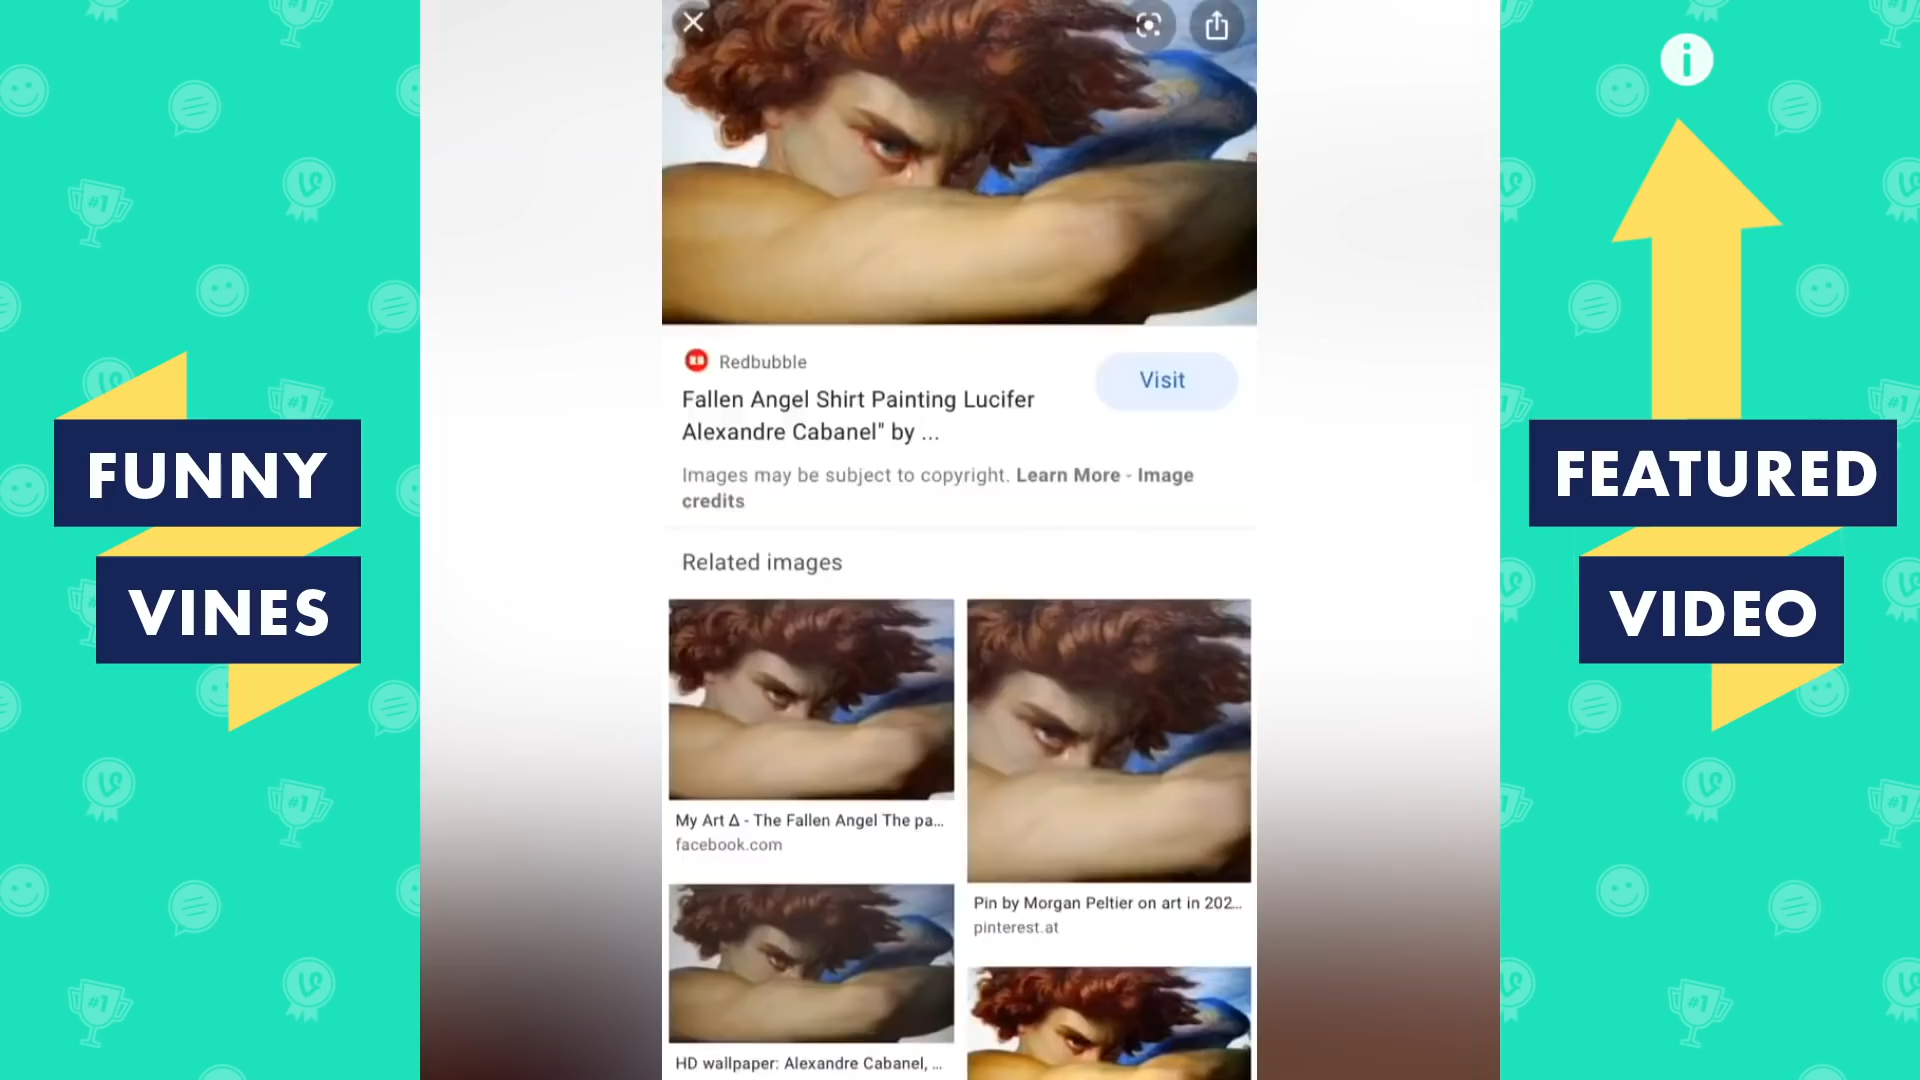 FUNNY
VINES
Redbubble
Visit
Fallen Angel Shirt Painting Lucifer
Alexandre Cabanel" by ...
Images may be subject to copyright. Learn More - Image
credits
Related images
My Art Δ - The Fallen Angel The pa...
facebook.com
Pin by Morgan Peltier on art in 202...
pinterest.at
HD wallpaper: Alexandre Cabanel, ...
FEATURED
VIDEO
#1